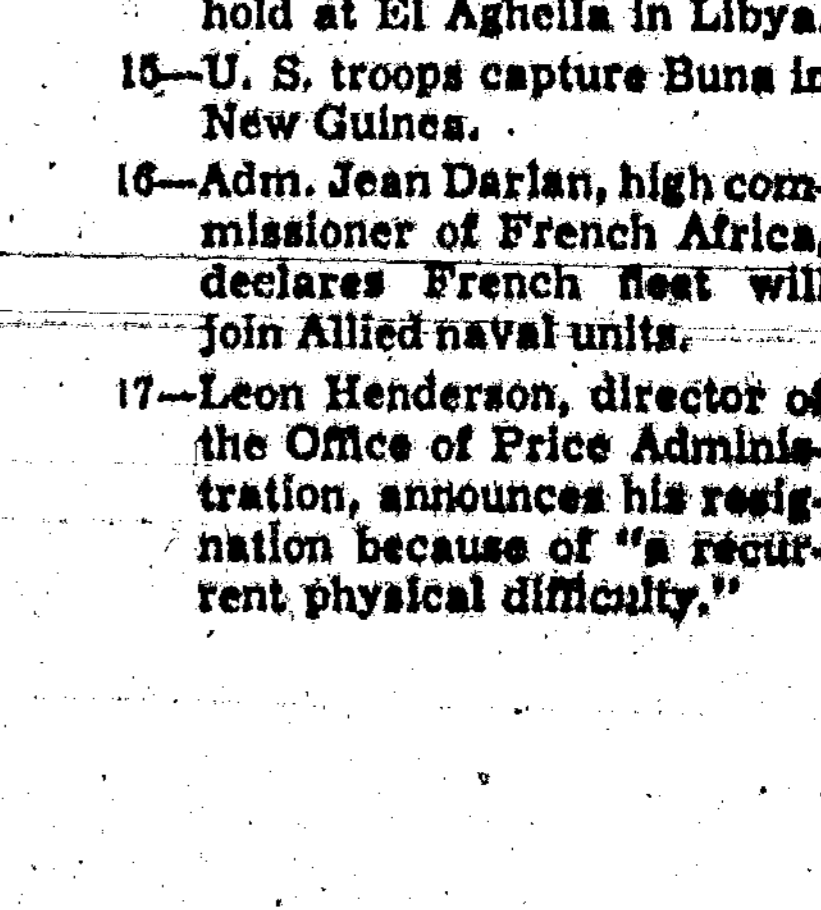 hold at El Agheila in Libya.
15—U. S. troops capture Buna in
New Guinea.
16—Adm. Jean Darlan, high com-
missioner of French Africa,
declares French fleet will
join Allied naval units.
17—Leon Henderson, director of
the Office of Price Adminis-
tration, announces his resig-
nation because of "a recur-
rent physical difficulty."